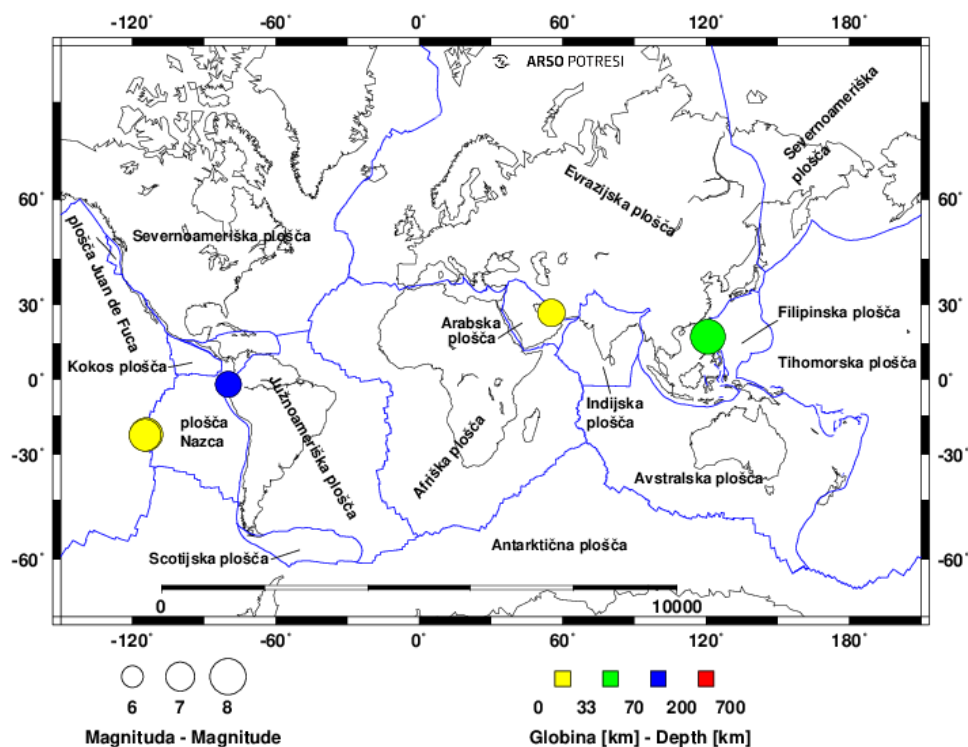 -120° -60° 0° 60° 120° 180°
ARSO POTRESI
Severnoameriška
plošča
Evrazijska plošča
60° 60°
Severnoameriška plošča
plošča Juan de Fuca
30° 30°
Arabska
plošča
Filipinska plošča
Kokos plošča
Tihomorska plošča
0° 0°
Južnoameriška plošča
Indijska
plošča
plošča
Nazca
Afriška plošča
-30° -30°
Avstralska plošča
Antarktična plošča
Scotijska plošča
-60° -60°
0 10000
-120° -60° 0° 60° 120° 180°
6 7 8
0 33 70 200 700
Magnituda - Magnitude
Globina [km] - Depth [km]